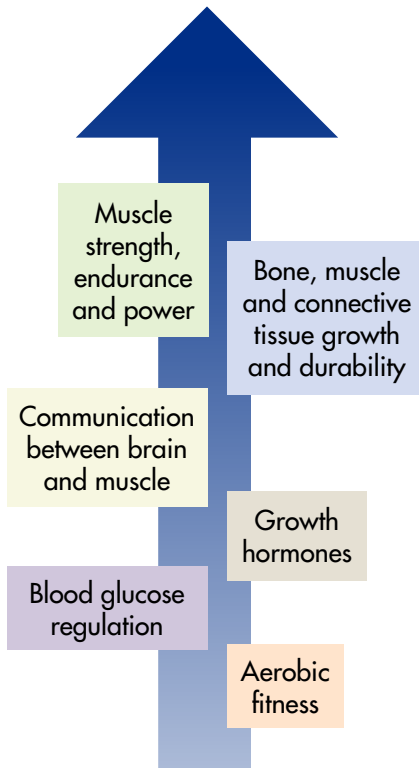 Muscle
strength,
endurance
and power
Bone, muscle
and connective
tissue growth
and durability
Communication
between brain
and muscle
Growth
hormones
Blood glucose
regulation
Aerobic
fitness